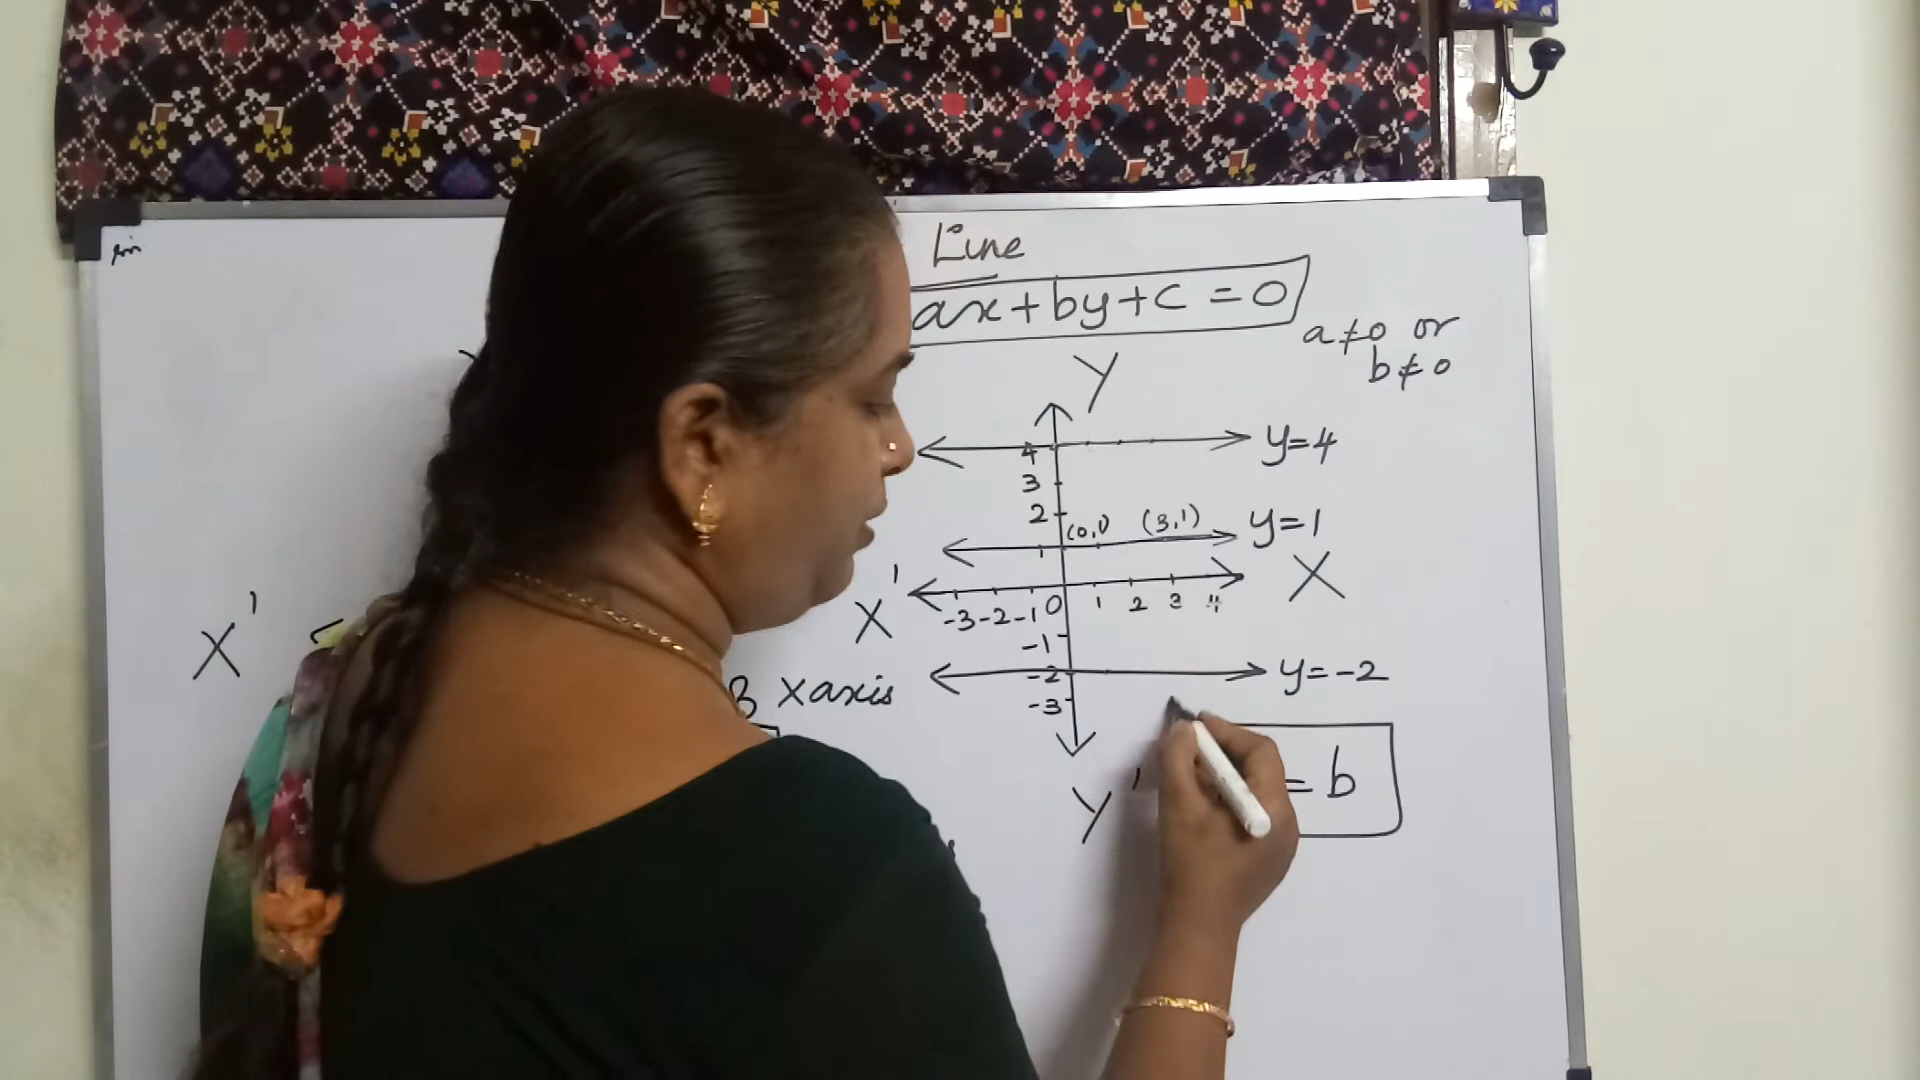 Line
ax+by+c=0
a≠0 or
b≠0
Y
y=4
4
3
2
(0,1) (3,1) y=1
1
X' X' X
-3 -2 -1 0 1 2 3 4
-1
-2 y=-2
-3
x axis
= b
Y'